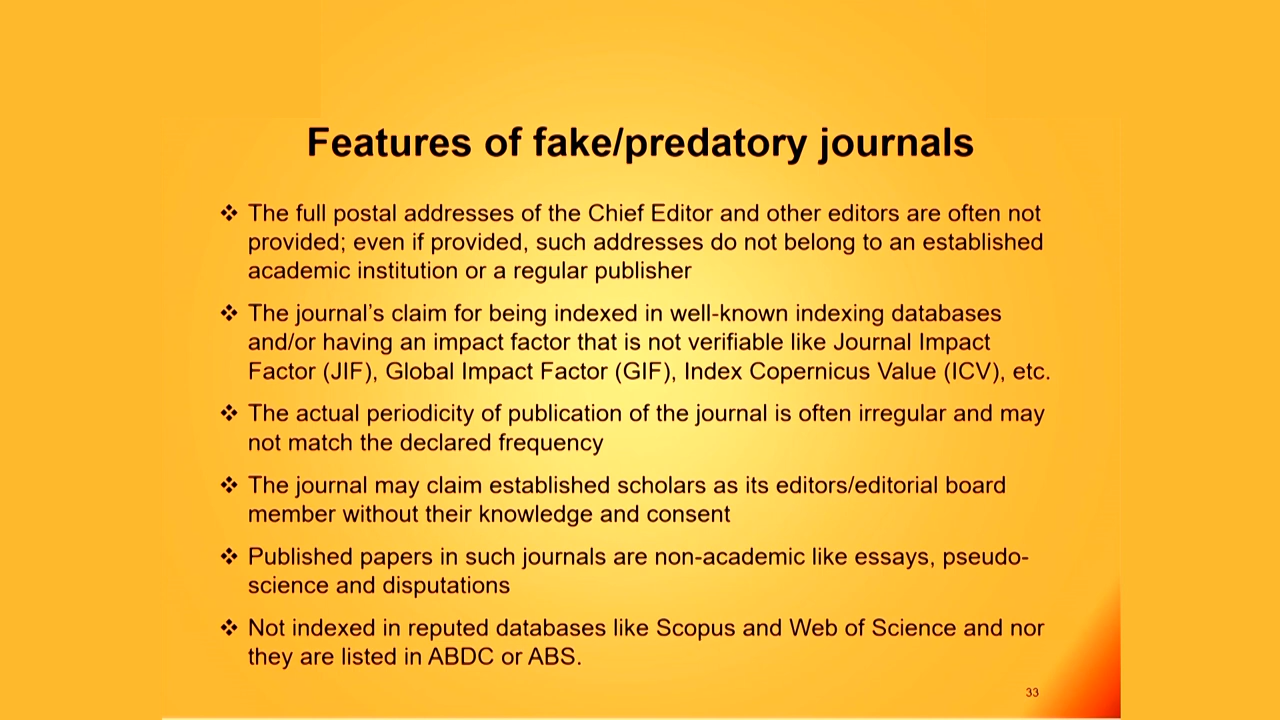 Features of fake/predatory journals
❖ The full postal addresses of the Chief Editor and other editors are often not
provided; even if provided, such addresses do not belong to an established
academic institution or a regular publisher
❖ The journal’s claim for being indexed in well-known indexing databases
and/or having an impact factor that is not verifiable like Journal Impact
Factor (JIF), Global Impact Factor (GIF), Index Copernicus Value (ICV), etc.
❖ The actual periodicity of publication of the journal is often irregular and may
not match the declared frequency
❖ The journal may claim established scholars as its editors/editorial board
member without their knowledge and consent
❖ Published papers in such journals are non-academic like essays, pseudo-
science and disputations
❖ Not indexed in reputed databases like Scopus and Web of Science and nor
they are listed in ABDC or ABS.
33